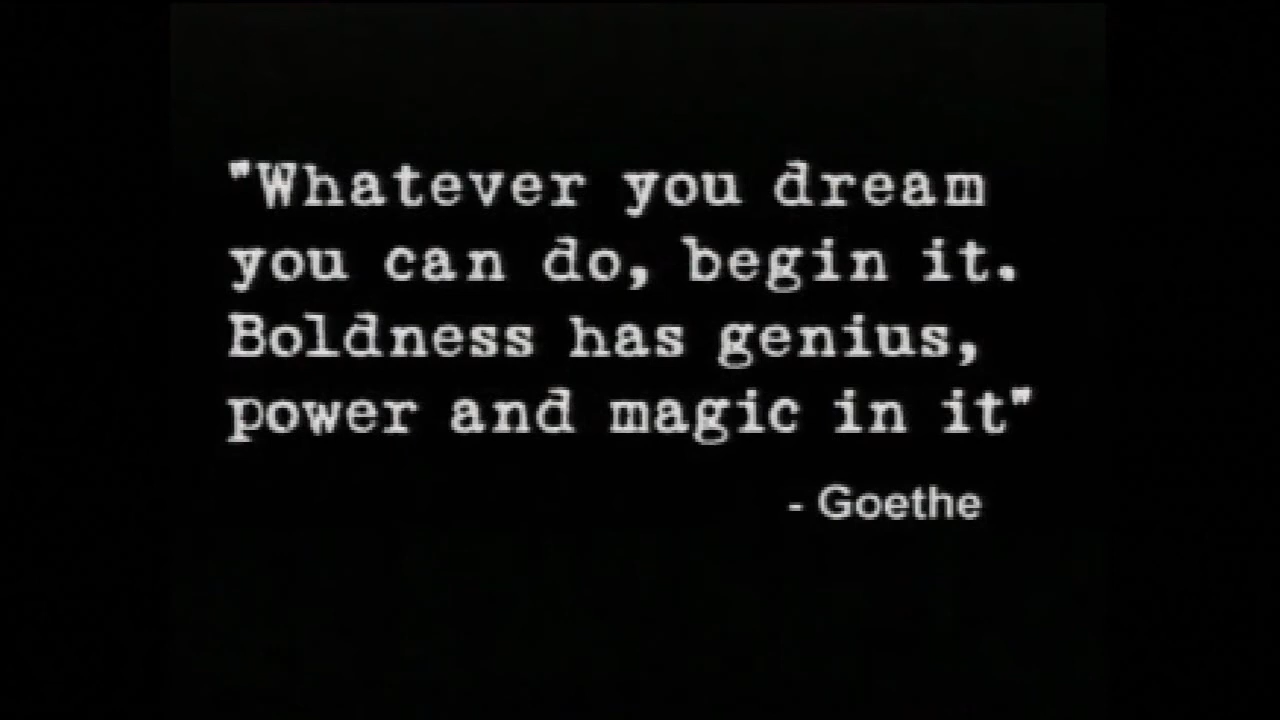 "Whatever you dream
you can do, begin it.
Boldness has genius,
power and magic in it"
- Goethe